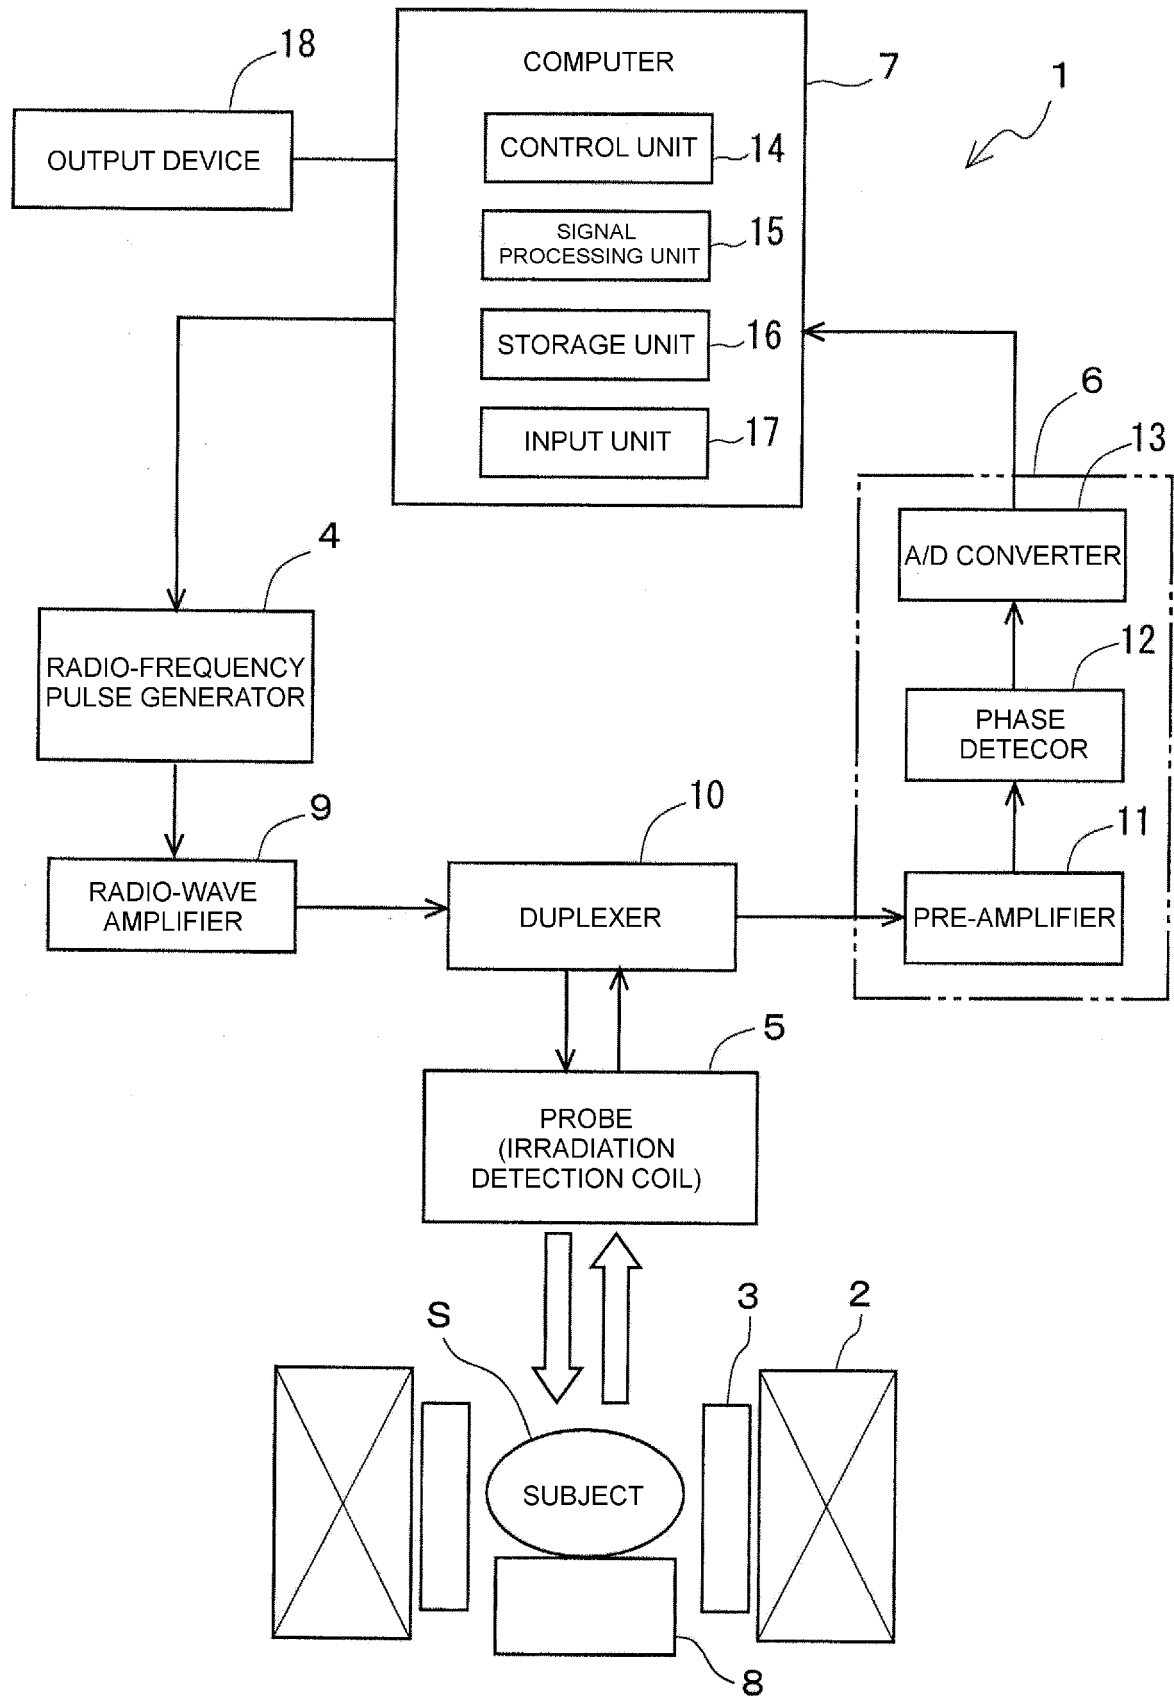 18
COMPUTER
7
1
OUTPUT DEVICE
CONTROL UNIT
14
SIGNAL
PROCESSING UNIT
15
STORAGE UNIT
16
INPUT UNIT
17
6
13
A/D CONVERTER
4
RADIO-FREQUENCY
PULSE GENERATOR
12
PHASE
DETECOR
9
RADIO-WAVE
AMPLIFIER
10
DUPLEXER
11
PRE-AMPLIFIER
5
PROBE
(IRRADIATION
DETECTION COIL)
S
3
2
SUBJECT
8